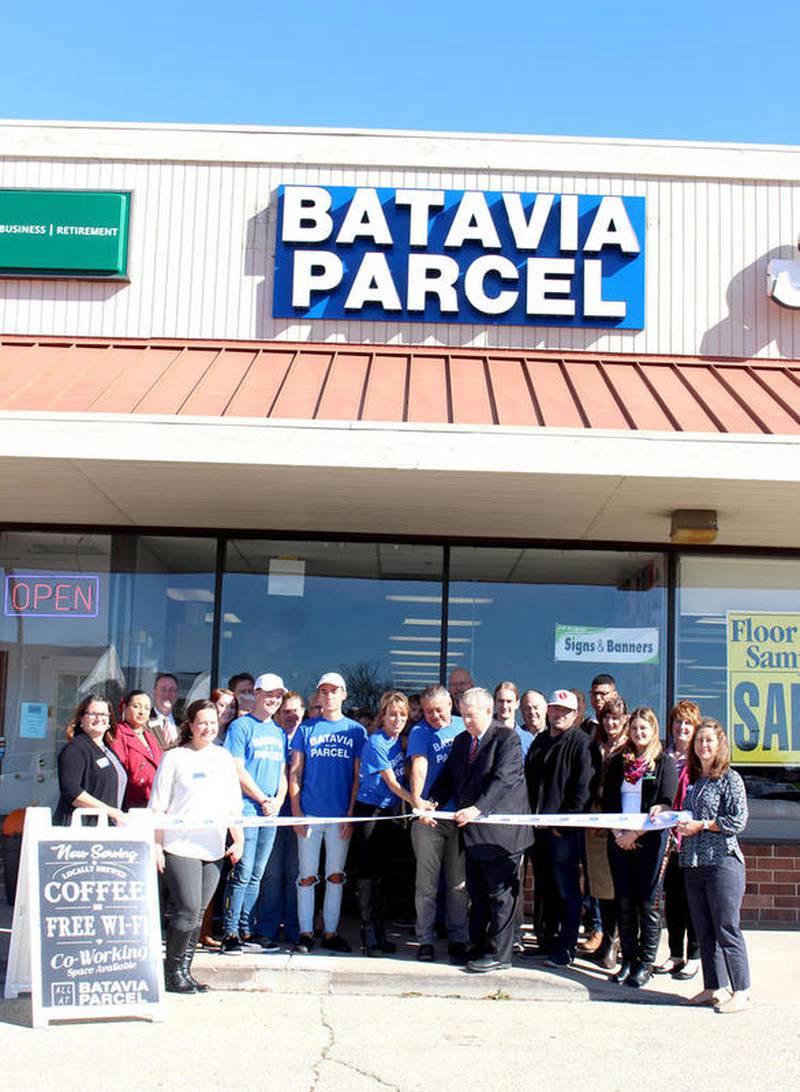 BUSINESS | RETIREMENT
BATAVIA
PARCEL
OPEN
Signs & Banners
Floor
Sam
SAL
BATAVIA
PARCEL
Now Serving
LOCALLY BREWED
COFFEE
FREE WI-FI
Co-Working
Space Available
ALL
AT
BATAVIA
PARCEL